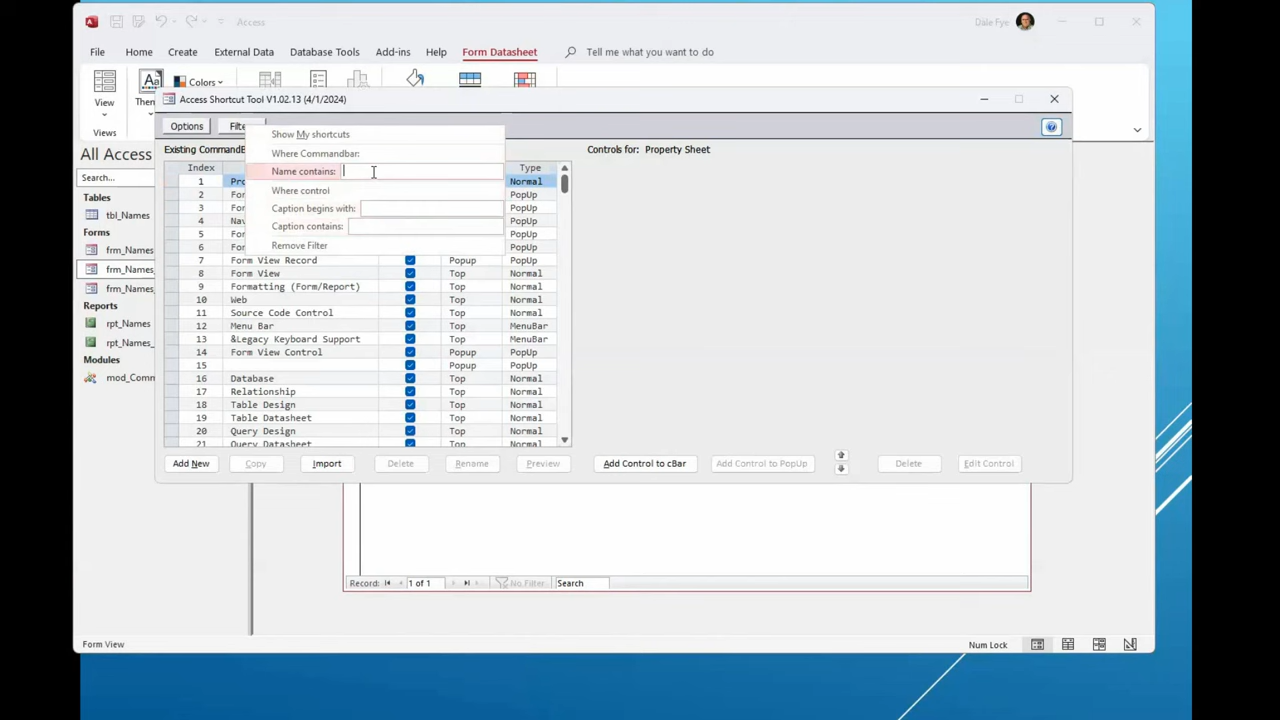 Access
Dale Fye
File Home Create External Data Database Tools Add-ins Help Form Datasheet Tell me what you want to do
View
Colors
Views
Access Shortcut Tool V1.02.13 (4/1/2024)
Options
Show My shortcuts
Where Commandbar:
Name contains:
Where control
Caption begins with:
Caption contains:
Remove Filter
Controls for: Property Sheet
All Access
Search...
Tables
tbl_Names
Forms
frm_Names
frm_Names
frm_Names
Reports
rpt_Names
rpt_Names
Modules
Index Type
1 Normal
2 PopUp
3 PopUp
4 PopUp
5 PopUp
6 PopUp
7 Form View Record Popup PopUp
8 Form View Top Normal
9 Formatting (Form/Report) Top Normal
10 Web Top Normal
11 Source Code Control Top Normal
12 Menu Bar Top MenuBar
13 &Legacy Keyboard Support Top MenuBar
14 Form View Control Popup PopUp
15 Popup PopUp
16 Database Top Normal
17 Relationship Top Normal
18 Table Design Top Normal
19 Table Datasheet Top Normal
20 Query Design Top Normal
21 Query Datasheet Top Normal
Add New Copy Import Delete Rename Preview Add Control to cBar Add Control to PopUp Delete Edit Control
Record: 1 of 1 No Filter Search
Form View
Num Lock